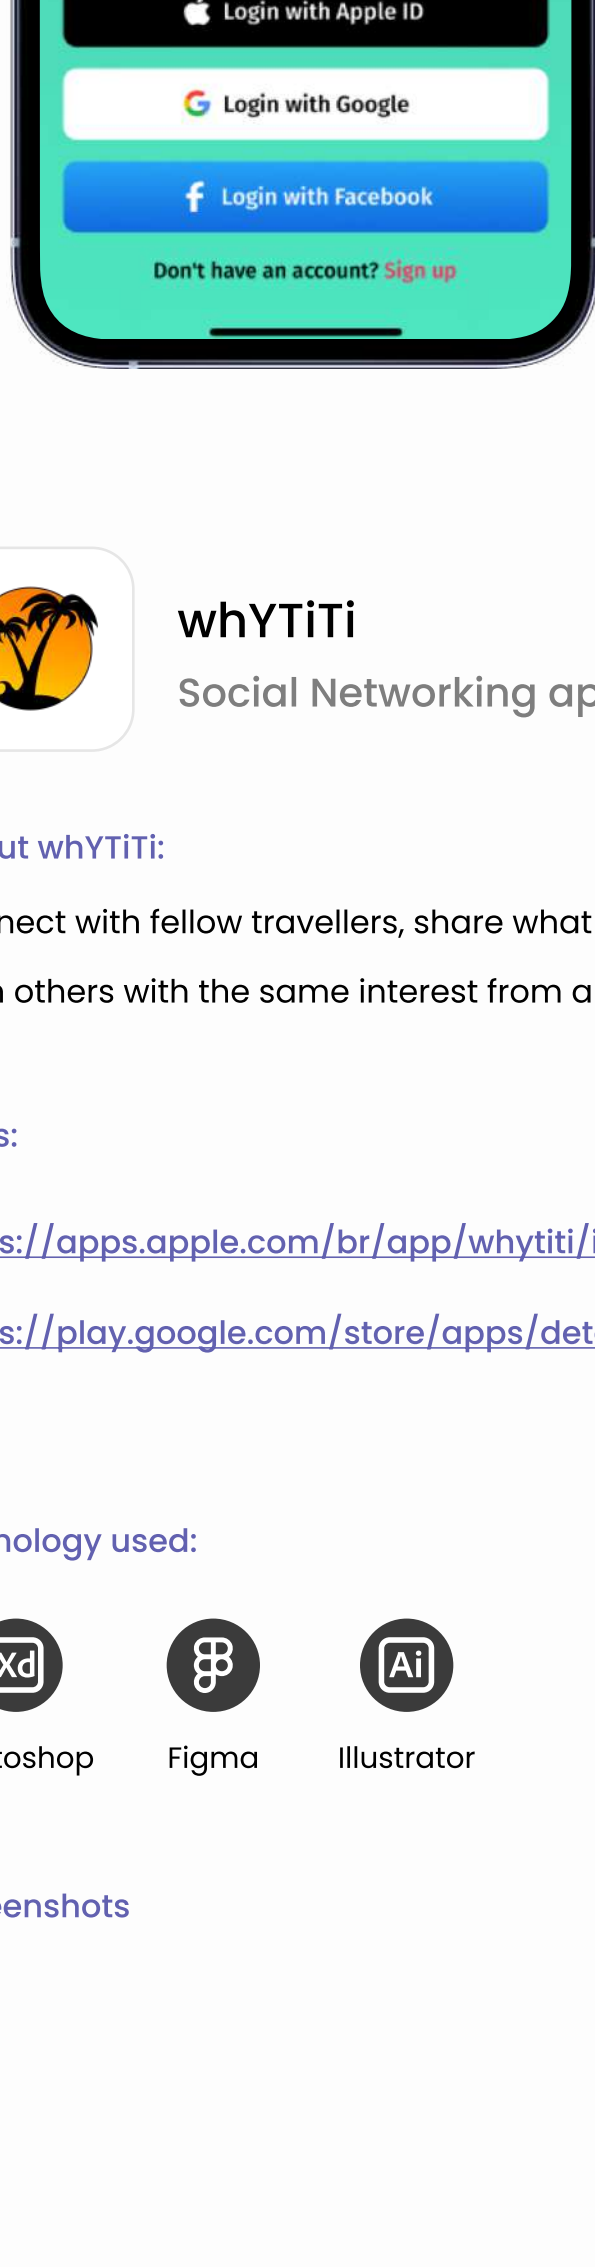 Login with Apple ID
Login with Google
Login with Facebook
Don't have an account? Sign up
whYTiTi
Social Networking ap
ut whYTiTi:
nect with fellow travellers, share what
others with the same interest from a
s:
s://apps.apple.com/br/app/whytiti/i
s://play.google.com/store/apps/det
nology used:
Xd
Ai
toshop
Figma
Illustrator
eenshots